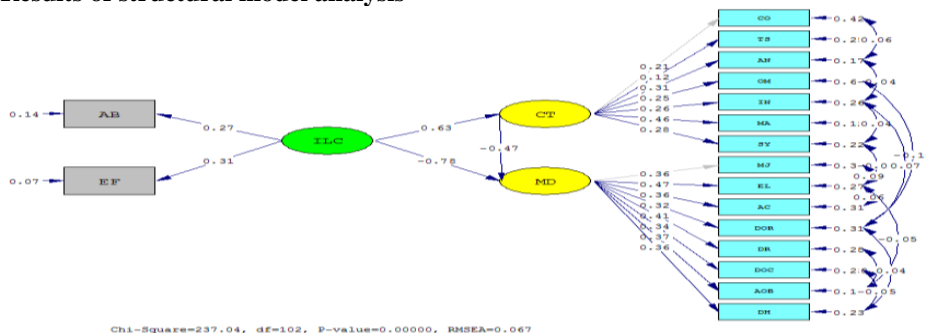 Results of structural model analysis
CO
0.42
TS
0.06
0.21
AN
0.17
0.12
0.31
OM
0.04
0.25
0.14
AB
IN
0.26
0.26
CT
0.27
0.63
0.46
MA
0.04
0.28
ILC
SY
0.22
-0.47
0.31
-0.78
MJ
0.07
0.36
0.09
0.07
EF
MD
0.47
EL
0.27
0.36
0.06
0.32
AC
0.31
0.41
0.34
DOR
0.31
0.37
-0.05
0.36
DR
0.28
DOC
0.04
AOB
-0.05
DH
0.23
Chi-Square=237.04, df=102, P-value=0.00000, RMSEA=0.067